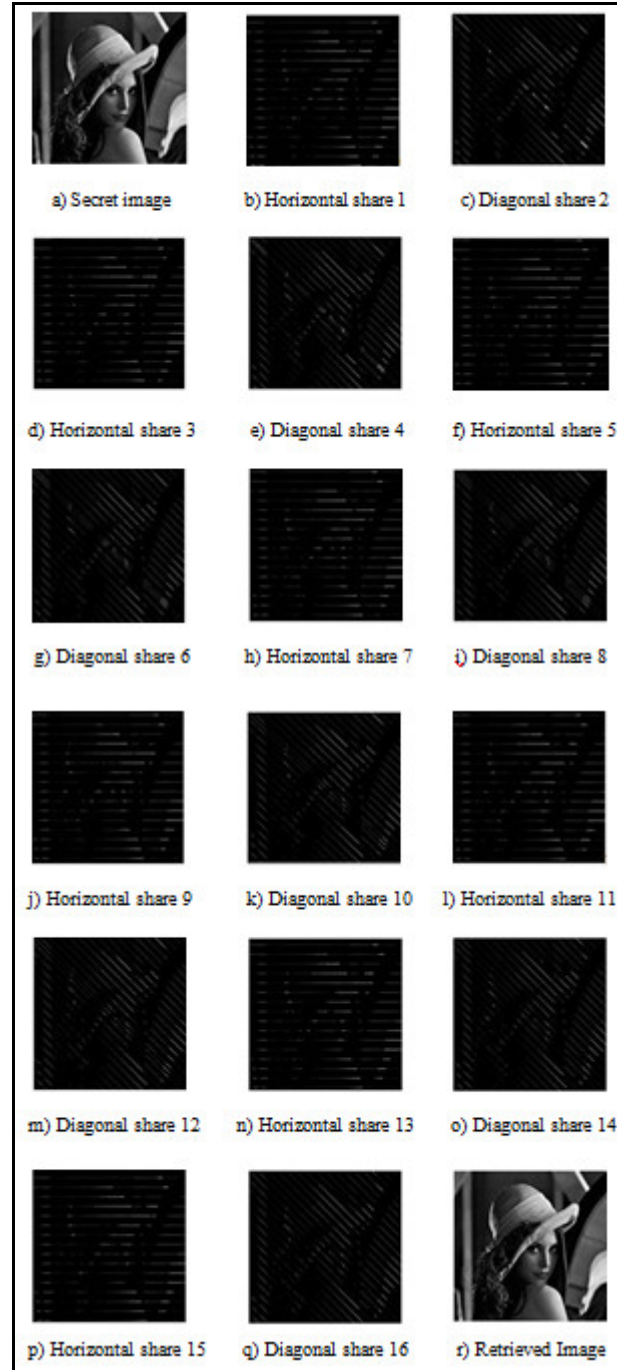 a) Secret image b) Horizontal share 1 c) Diagonal share 2
d) Horizontal share 3 e) Diagonal share 4 f) Horizontal share 5
g) Diagonal share 6 h) Horizontal share 7 i) Diagonal share 8
j) Horizontal share 9 k) Diagonal share 10 l) Horizontal share 11
m) Diagonal share 12 n) Horizontal share 13 o) Diagonal share 14
p) Horizontal share 15 q) Diagonal share 16 r) Retrieved Image